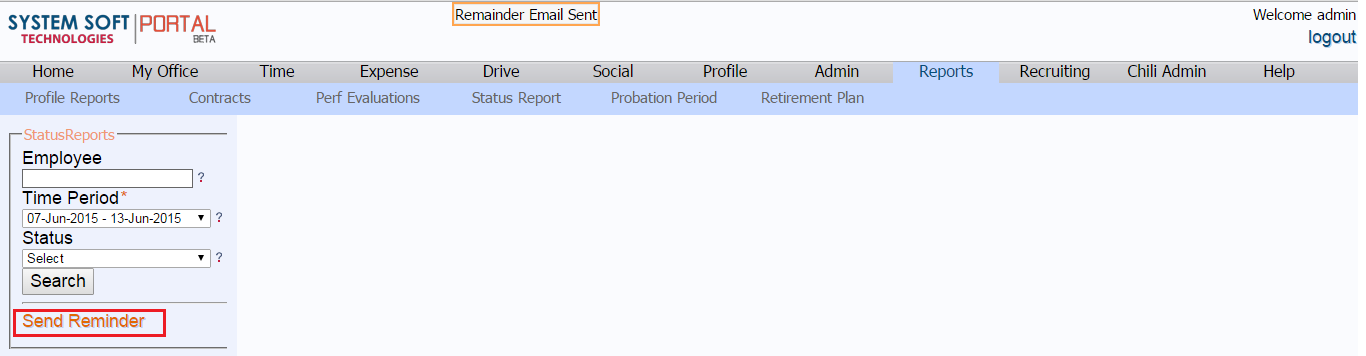 Remainder Email Sent
Welcome admin
SYSTEM SOFT PORTAL
TECHNOLOGIES BETA
logout
Home My Office Time Expense Drive Social Profile Admin Reports Recruiting Chili Admin Help
Profile Reports Contracts Perf Evaluations Status Report Probation Period Retirement Plan
StatusReports
Employee
?
Time Period*
07-Jun-2015 - 13-Jun-2015 ?
Status
Select ?
Search
Send Reminder